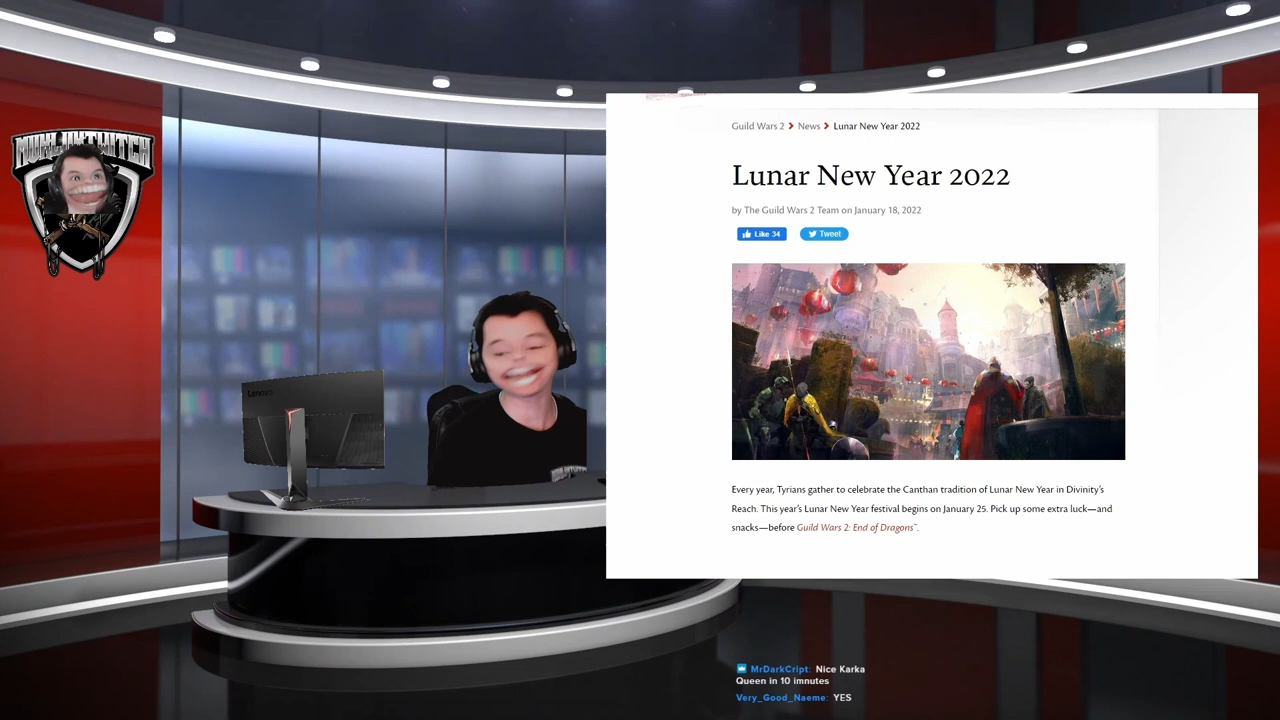 MUKLUKTWITCH
Lenovo
Guild Wars 2 > News > Lunar New Year 2022
Lunar New Year 2022
by The Guild Wars 2 Team on January 18, 2022
Like 34
Tweet
Every year, Tyrians gather to celebrate the Canthan tradition of Lunar New Year in Divinity's
Reach. This year's Lunar New Year festival begins on January 25. Pick up some extra luck—and
snacks—before Guild Wars 2: End of Dragons™.
MrDarkCript: Nice Karka
Queen in 10 imnutes
Very_Good_Naeme: YES